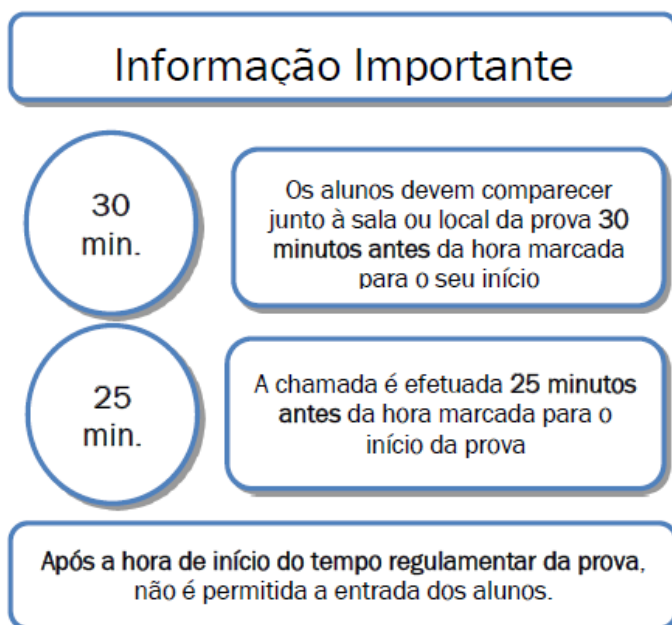 Informação Importante
30
min.
Os alunos devem comparecer
junto à sala ou local da prova 30
minutos antes da hora marcada
para o seu início
25
min.
A chamada é efetuada 25 minutos
antes da hora marcada para o
início da prova
Após a hora de início do tempo regulamentar da prova,
não é permitida a entrada dos alunos.